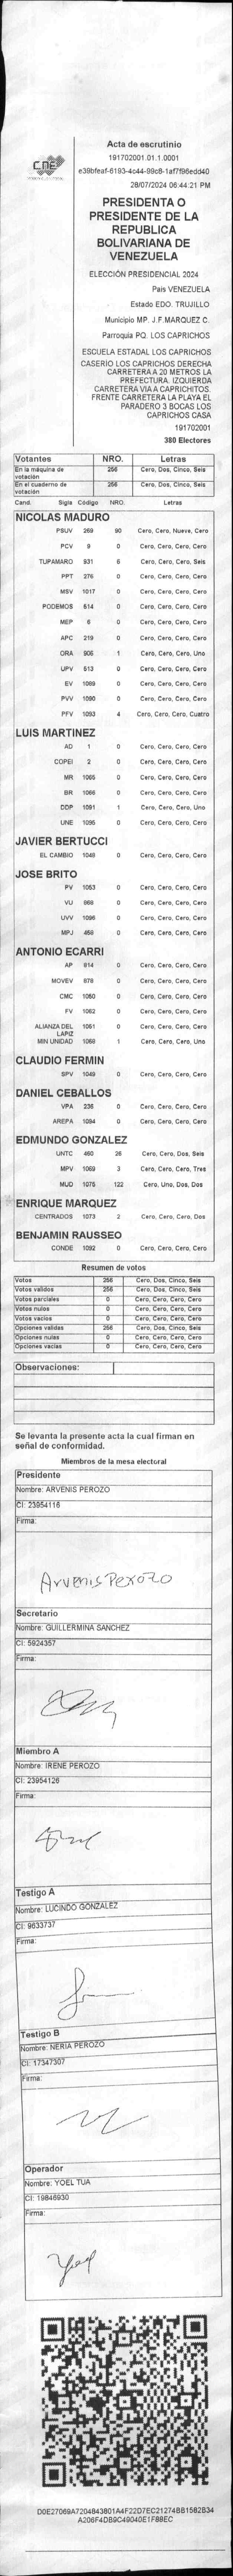 CNE
Acta de escrutinio
191702001.01.1.0001
e39bfeaf-6193-4c44-99c8-1af7f96edd40
28/07/2024 06:44:21 PM
PRESIDENTA O
PRESIDENTE DE LA
REPUBLICA
BOLIVARIANA DE
VENEZUELA
ELECCIÓN PRESIDENCIAL 2024
Pais VENEZUELA
Estado EDO. TRUJILLO
Municipio MP. J.F.MARQUEZ C.
Parroquia PQ. LOS CAPRICHOS
ESCUELA ESTADAL LOS CAPRICHOS
CASERIO LOS CAPRICHOS DERECHA
CARRETERA A 20 METROS LA
PREFECTURA. IZQUIERDA
CARRETERA VIA A CAPRICHITOS.
FRENTE CARRETERA LA PLAYA EL
PARADERO 3 BOCAS LOS
CAPRICHOS CASA
191702001
380 Electores
Votantes NRO. Letras
En la máquina de votación 256 Cero, Dos, Cinco, Seis
En el cuaderno de votación 256 Cero, Dos, Cinco, Seis
Cand. Sigla Código NRO. Letras
NICOLAS MADURO
PSUV 269 90 Cero, Cero, Nueve, Cero
PCV 9 0 Cero, Cero, Cero, Cero
TUPAMARO 931 6 Cero, Cero, Cero, Seis
PPT 276 0 Cero, Cero, Cero, Cero
MSV 1017 0 Cero, Cero, Cero, Cero
PODEMOS 614 0 Cero, Cero, Cero, Cero
MEP 6 0 Cero, Cero, Cero, Cero
APC 219 0 Cero, Cero, Cero, Cero
ORA 906 1 Cero, Cero, Cero, Uno
UPV 613 0 Cero, Cero, Cero, Cero
EV 1089 0 Cero, Cero, Cero, Cero
PVV 1090 0 Cero, Cero, Cero, Cero
PFV 1093 4 Cero, Cero, Cero, Cuatro
LUIS MARTINEZ
AD 1 0 Cero, Cero, Cero, Cero
COPEI 2 0 Cero, Cero, Cero, Cero
MR 1065 0 Cero, Cero, Cero, Cero
BR 1066 0 Cero, Cero, Cero, Cero
DDP 1091 1 Cero, Cero, Cero, Uno
UNE 1095 0 Cero, Cero, Cero, Cero
JAVIER BERTUCCI
EL CAMBIO 1048 0 Cero, Cero, Cero, Cero
JOSE BRITO
PV 1053 0 Cero, Cero, Cero, Cero
VU 868 0 Cero, Cero, Cero, Cero
UVV 1096 0 Cero, Cero, Cero, Cero
MPJ 459 0 Cero, Cero, Cero, Cero
ANTONIO ECARRI
AP 914 0 Cero, Cero, Cero, Cero
MOVEV 878 0 Cero, Cero, Cero, Cero
CMC 1050 0 Cero, Cero, Cero, Cero
FV 1062 0 Cero, Cero, Cero, Cero
ALIANZA DEL LAPIZ 1051 0 Cero, Cero, Cero, Cero
MIN UNIDAD 1068 1 Cero, Cero, Cero, Uno
CLAUDIO FERMIN
SPV 1049 0 Cero, Cero, Cero, Cero
DANIEL CEBALLOS
VPA 236 0 Cero, Cero, Cero, Cero
AREPA 1094 0 Cero, Cero, Cero, Cero
EDMUNDO GONZALEZ
UNTC 460 26 Cero, Cero, Dos, Seis
MPV 1069 3 Cero, Cero, Cero, Tres
MUD 1075 122 Cero, Uno, Dos, Dos
ENRIQUE MARQUEZ
CENTRADOS 1073 2 Cero, Cero, Cero, Dos
BENJAMIN RAUSSEO
CONDE 1092 0 Cero, Cero, Cero, Cero
Resumen de votos
Votos 256 Cero, Dos, Cinco, Seis
Votos validos 256 Cero, Dos, Cinco, Seis
Votos parciales 0 Cero, Cero, Cero, Cero
Votos nulos 0 Cero, Cero, Cero, Cero
Votos vacios 0 Cero, Cero, Cero, Cero
Opciones validas 256 Cero, Dos, Cinco, Seis
Opciones nulas 0 Cero, Cero, Cero, Cero
Opciones vacias 0 Cero, Cero, Cero, Cero
Observaciones:
Se levanta la presente acta la cual firman en
señal de conformidad.
Miembros de la mesa electoral
Presidente
Nombre: ARVENIS PEROZO
CI: 23954116
Firma:
Arvenis Perozo
Secretario
Nombre: GUILLERMINA SANCHEZ
CI: 5924357
Firma:
Miembro A
Nombre: IRENE PEROZO
CI: 23954126
Firma:
Testigo A
Nombre: LUCINDO GONZALEZ
CI: 9633737
Firma:
Testigo B
Nombre: NERIA PEROZO
CI: 17347307
Firma:
Operador
Nombre: YOEL TUA
CI: 19846930
Firma:
Yoel
D0E27069A7204B43801A4F22D7EC21274BB1582B34
A206F4DB9C49040E1F88EC